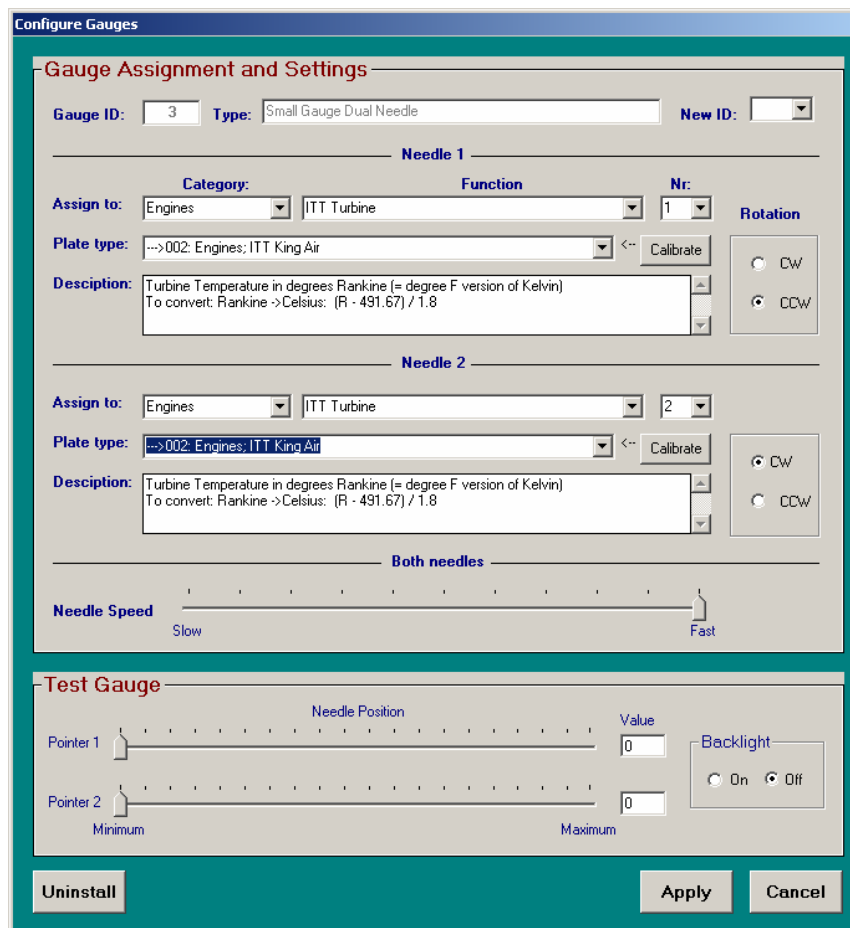 Configure Gauges
Gauge Assignment and Settings
Gauge ID: 3 Type: Small Gauge Dual Needle New ID:
Needle 1
Category: Function Nr:
Assign to: Engines ITT Turbine 1 Rotation
Plate type: --->002: Engines; ITT King Air <-- Calibrate
CW
Desciption: Turbine Temperature in degrees Rankine (= degree F version of Kelvin)
To convert: Rankine ->Celsius: (R - 491.67) / 1.8
CCW
Needle 2
Assign to: Engines ITT Turbine 2
Plate type: --->002: Engines; ITT King Air <-- Calibrate
CW
Desciption: Turbine Temperature in degrees Rankine (= degree F version of Kelvin)
To convert: Rankine ->Celsius: (R - 491.67) / 1.8
CCW
Both needles
Needle Speed
Slow Fast
Test Gauge
Needle Position Value
Pointer 1 0 Backlight
On Off
Pointer 2 0
Minimum Maximum
Uninstall Apply Cancel